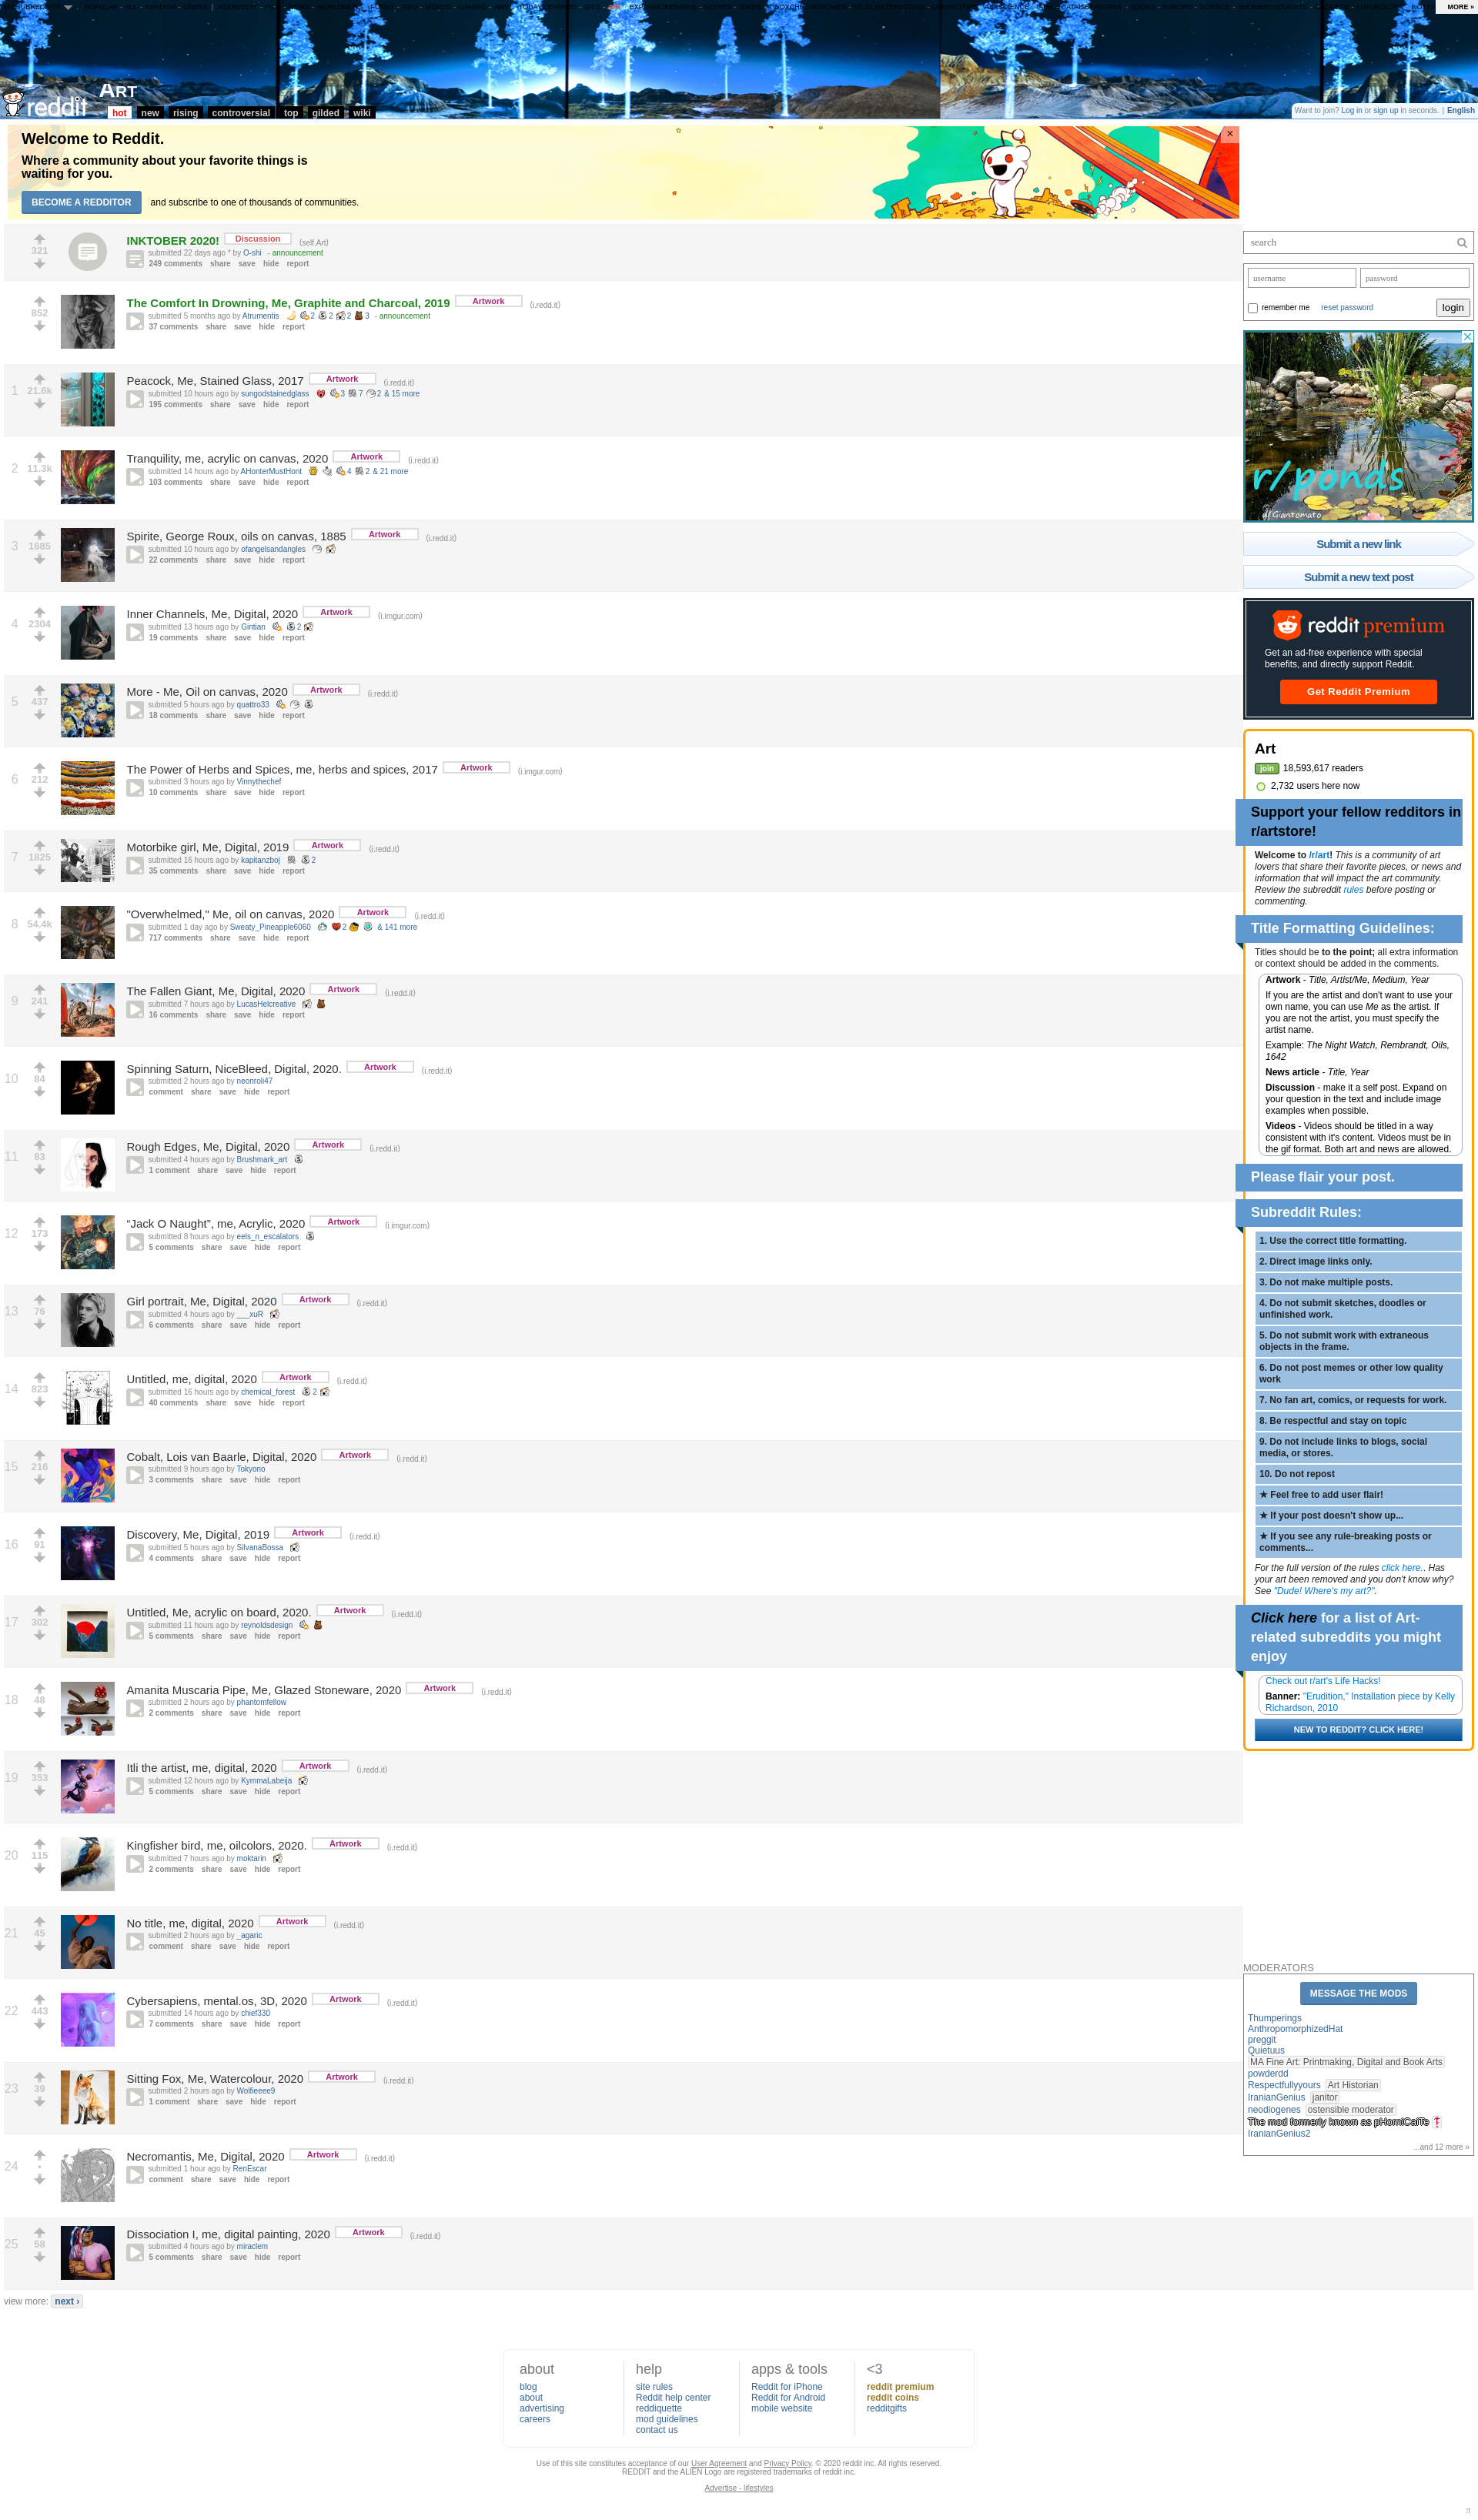 MORE »
reddit
ART
hot new rising controversial top gilded wiki
Want to join? Log in or sign up in seconds. | English
Welcome to Reddit.
Where a community about your favorite things is
waiting for you.
BECOME A REDDITOR and subscribe to one of thousands of communities.
321
INKTOBER 2020! Discussion (self.Art)
submitted 22 days ago * by O-shi - announcement
249 comments share save hide report
852
The Comfort In Drowning, Me, Graphite and Charcoal, 2019 Artwork (i.redd.it)
submitted 5 months ago by Atrumentis 2 2 2 3 - announcement
37 comments share save hide report
1 21.6k
Peacock, Me, Stained Glass, 2017 Artwork (i.redd.it)
submitted 10 hours ago by sungodstainedglass 3 7 2 & 15 more
195 comments share save hide report
2 11.3k
Tranquility, me, acrylic on canvas, 2020 Artwork (i.redd.it)
submitted 14 hours ago by AHonterMustHont 4 2 & 21 more
103 comments share save hide report
3 1685
Spirite, George Roux, oils on canvas, 1885 Artwork (i.redd.it)
submitted 10 hours ago by ofangelsandangles
22 comments share save hide report
4 2304
Inner Channels, Me, Digital, 2020 Artwork (i.imgur.com)
submitted 13 hours ago by Gintian 2
19 comments share save hide report
5 437
More - Me, Oil on canvas, 2020 Artwork (i.redd.it)
submitted 5 hours ago by quattro33
18 comments share save hide report
6 212
The Power of Herbs and Spices, me, herbs and spices, 2017 Artwork (i.imgur.com)
submitted 3 hours ago by Vinnythechef
10 comments share save hide report
7 1825
Motorbike girl, Me, Digital, 2019 Artwork (i.redd.it)
submitted 16 hours ago by kapitanzboj 2
35 comments share save hide report
8 54.4k
"Overwhelmed," Me, oil on canvas, 2020 Artwork (i.redd.it)
submitted 1 day ago by Sweaty_Pineapple6060 2 & 141 more
717 comments share save hide report
9 241
The Fallen Giant, Me, Digital, 2020 Artwork (i.redd.it)
submitted 7 hours ago by LucasHelcreative
16 comments share save hide report
10 84
Spinning Saturn, NiceBleed, Digital, 2020. Artwork (i.redd.it)
submitted 2 hours ago by neonroli47
comment share save hide report
11 83
Rough Edges, Me, Digital, 2020 Artwork (i.redd.it)
submitted 4 hours ago by Brushmark_art
1 comment share save hide report
12 173
“Jack O Naught”, me, Acrylic, 2020 Artwork (i.imgur.com)
submitted 8 hours ago by eels_n_escalators
5 comments share save hide report
13 76
Girl portrait, Me, Digital, 2020 Artwork (i.redd.it)
submitted 4 hours ago by ___xuR
6 comments share save hide report
14 823
Untitled, me, digital, 2020 Artwork (i.redd.it)
submitted 16 hours ago by chemical_forest 2
40 comments share save hide report
15 216
Cobalt, Lois van Baarle, Digital, 2020 Artwork (i.redd.it)
submitted 9 hours ago by Tokyono
3 comments share save hide report
16 91
Discovery, Me, Digital, 2019 Artwork (i.redd.it)
submitted 5 hours ago by SilvanaBossa
4 comments share save hide report
17 302
Untitled, Me, acrylic on board, 2020. Artwork (i.redd.it)
submitted 11 hours ago by reynoldsdesign
5 comments share save hide report
18 48
Amanita Muscaria Pipe, Me, Glazed Stoneware, 2020 Artwork (i.redd.it)
submitted 2 hours ago by phantomfellow
2 comments share save hide report
19 353
Itli the artist, me, digital, 2020 Artwork (i.redd.it)
submitted 12 hours ago by KymmaLabeija
5 comments share save hide report
20 115
Kingfisher bird, me, oilcolors, 2020. Artwork (i.redd.it)
submitted 7 hours ago by moktarin
2 comments share save hide report
21 45
No title, me, digital, 2020 Artwork (i.redd.it)
submitted 2 hours ago by _agaric
comment share save hide report
22 443
Cybersapiens, mental.os, 3D, 2020 Artwork (i.redd.it)
submitted 14 hours ago by chief330
7 comments share save hide report
23 39
Sitting Fox, Me, Watercolour, 2020 Artwork (i.redd.it)
submitted 2 hours ago by Wolfieeee9
1 comment share save hide report
24 •
Necromantis, Me, Digital, 2020 Artwork (i.redd.it)
submitted 1 hour ago by RenEscar
comment share save hide report
25 58
Dissociation I, me, digital painting, 2020 Artwork (i.redd.it)
submitted 4 hours ago by miraclem
5 comments share save hide report
view more: next ›
search
username password
remember me reset password login
r/ponds
u/Giantomato
Submit a new link
Submit a new text post
reddit premium
Get an ad-free experience with special
benefits, and directly support Reddit.
Get Reddit Premium
Art
join 18,593,617 readers
2,732 users here now
Support your fellow redditors in
r/artstore!
Welcome to /r/art! This is a community of art
lovers that share their favorite pieces, or news and
information that will impact the art community.
Review the subreddit rules before posting or
commenting.
Title Formatting Guidelines:
Titles should be to the point; all extra information
or context should be added in the comments.
Artwork - Title, Artist/Me, Medium, Year
If you are the artist and don't want to use your
own name, you can use Me as the artist. If
you are not the artist, you must specify the
artist name.
Example: The Night Watch, Rembrandt, Oils,
1642
News article - Title, Year
Discussion - make it a self post. Expand on
your question in the text and include image
examples when possible.
Videos - Videos should be titled in a way
consistent with it's content. Videos must be in
the gif format. Both art and news are allowed.
Please flair your post.
Subreddit Rules:
1. Use the correct title formatting.
2. Direct image links only.
3. Do not make multiple posts.
4. Do not submit sketches, doodles or
unfinished work.
5. Do not submit work with extraneous
objects in the frame.
6. Do not post memes or other low quality
work
7. No fan art, comics, or requests for work.
8. Be respectful and stay on topic
9. Do not include links to blogs, social
media, or stores.
10. Do not repost
★ Feel free to add user flair!
★ If your post doesn't show up...
★ If you see any rule-breaking posts or
comments...
For the full version of the rules click here.. Has
your art been removed and you don't know why?
See "Dude! Where's my art?".
Click here for a list of Art-
related subreddits you might
enjoy
Check out r/art's Life Hacks!
Banner: "Erudition," Installation piece by Kelly
Richardson, 2010
NEW TO REDDIT? CLICK HERE!
MODERATORS
MESSAGE THE MODS
Thumperings
AnthropomorphizedHat
preggit
Quietuus
MA Fine Art: Printmaking, Digital and Book Arts
powderdd
Respectfullyyours Art Historian
IranianGenius janitor
neodiogenes ostensible moderator
The mod formerly known as pHorniCaiTe
IranianGenius2
...and 12 more »
about
blog
about
advertising
careers
help
site rules
Reddit help center
reddiquette
mod guidelines
contact us
apps & tools
Reddit for iPhone
Reddit for Android
mobile website
<3
reddit premium
reddit coins
redditgifts
Use of this site constitutes acceptance of our User Agreement and Privacy Policy. © 2020 reddit inc. All rights reserved.
REDDIT and the ALIEN Logo are registered trademarks of reddit inc.
Advertise - lifestyles
π